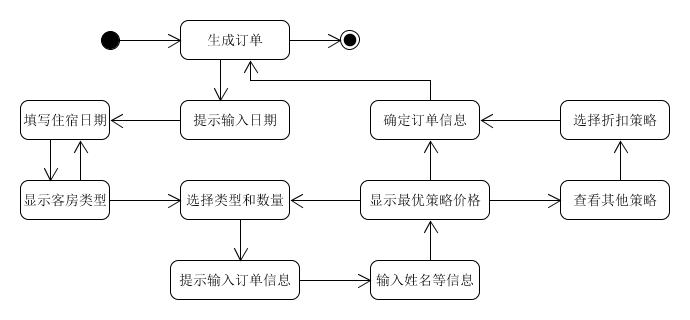 生成订单
填写住宿日期
提示输入日期
确定订单信息
选择折扣策略
显示客房类型
选择类型和数量
显示最优策略价格
查看其他策略
提示输入订单信息
输入姓名等信息